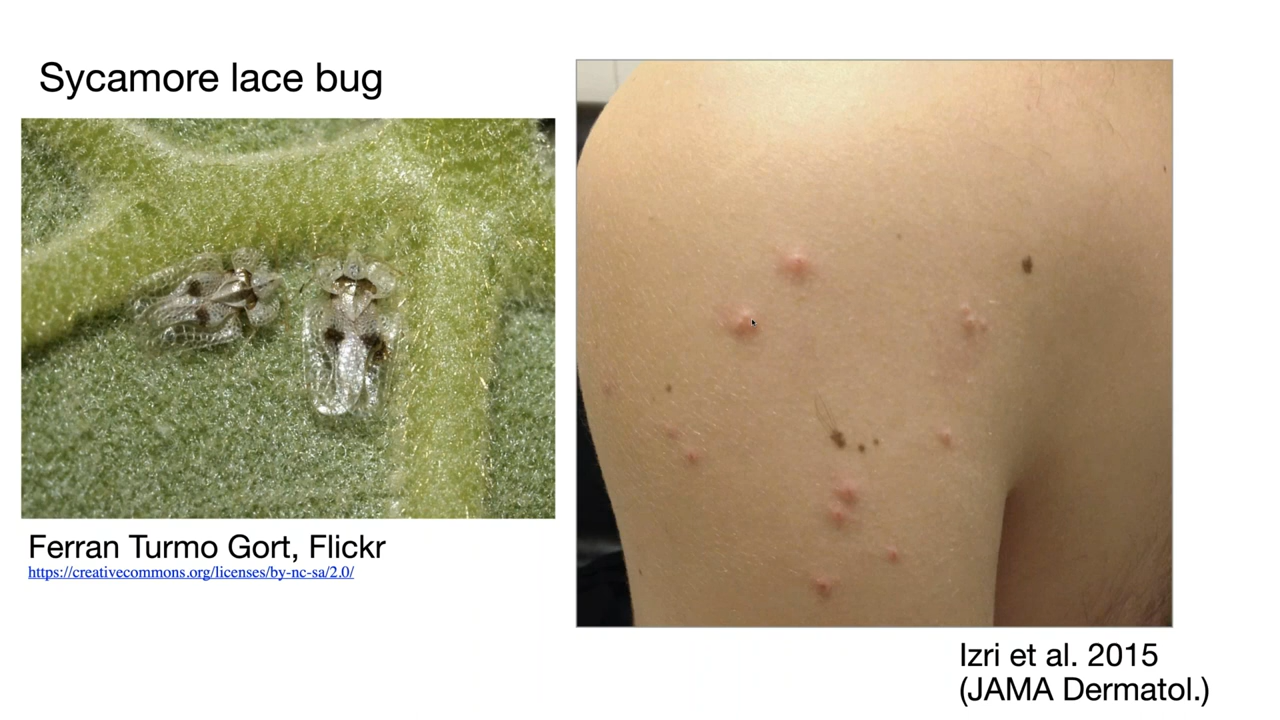 Sycamore lace bug
Ferran Turmo Gort, Flickr
https://creativecommons.org/licenses/by-nc-sa/2.0/
Izri et al. 2015
(JAMA Dermatol.)